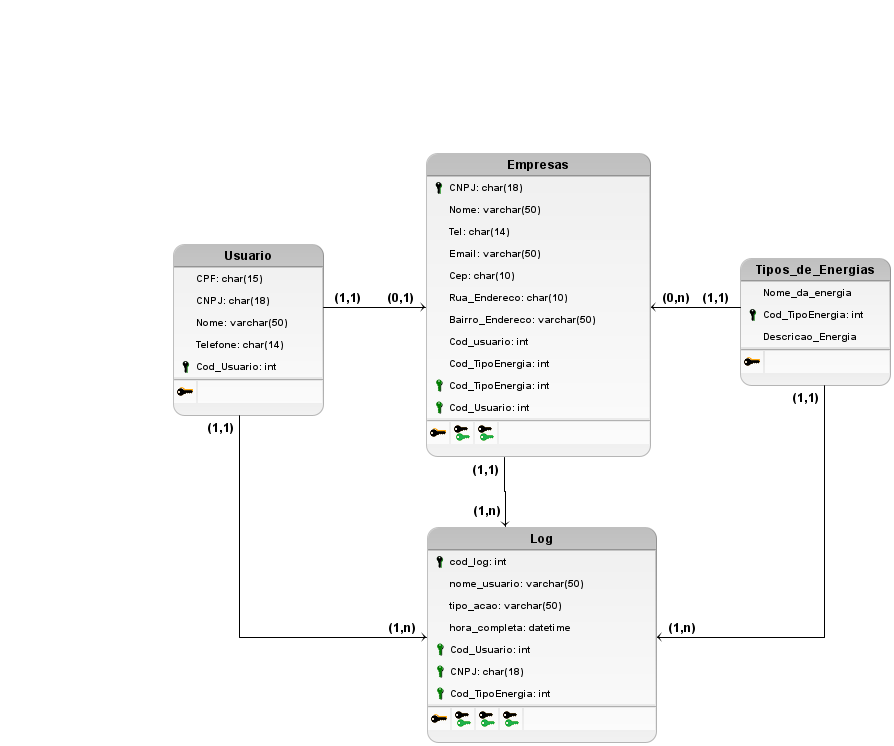 Empresas
CNPJ: char(18)
Nome: varchar(50)
Tel: char(14)
Email: varchar(50)
Cep: char(10)
Rua_Endereco: char(10)
Bairro_Endereco: varchar(50)
Cod_usuario: int
Cod_TipoEnergia: int
Cod_TipoEnergia: int
Cod_Usuario: int
Usuario
CPF: char(15)
CNPJ: char(18)
Nome: varchar(50)
Telefone: char(14)
Cod_Usuario: int
(1,1)
(0,1)
(0,n)
(1,1)
Tipos_de_Energias
Nome_da_energia
Cod_TipoEnergia: int
Descricao_Energia
(1,1)
(1,1)
(1,1)
(1,n)
Log
cod_log: int
nome_usuario: varchar(50)
tipo_acao: varchar(50)
hora_completa: datetime
Cod_Usuario: int
CNPJ: char(18)
Cod_TipoEnergia: int
(1,n)
(1,n)